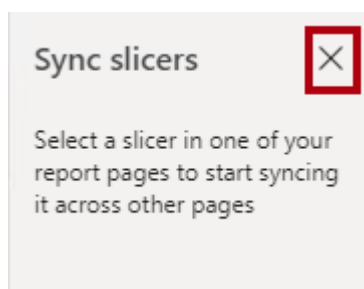 Sync slicers
Select a slicer in one of your
report pages to start syncing
it across other pages